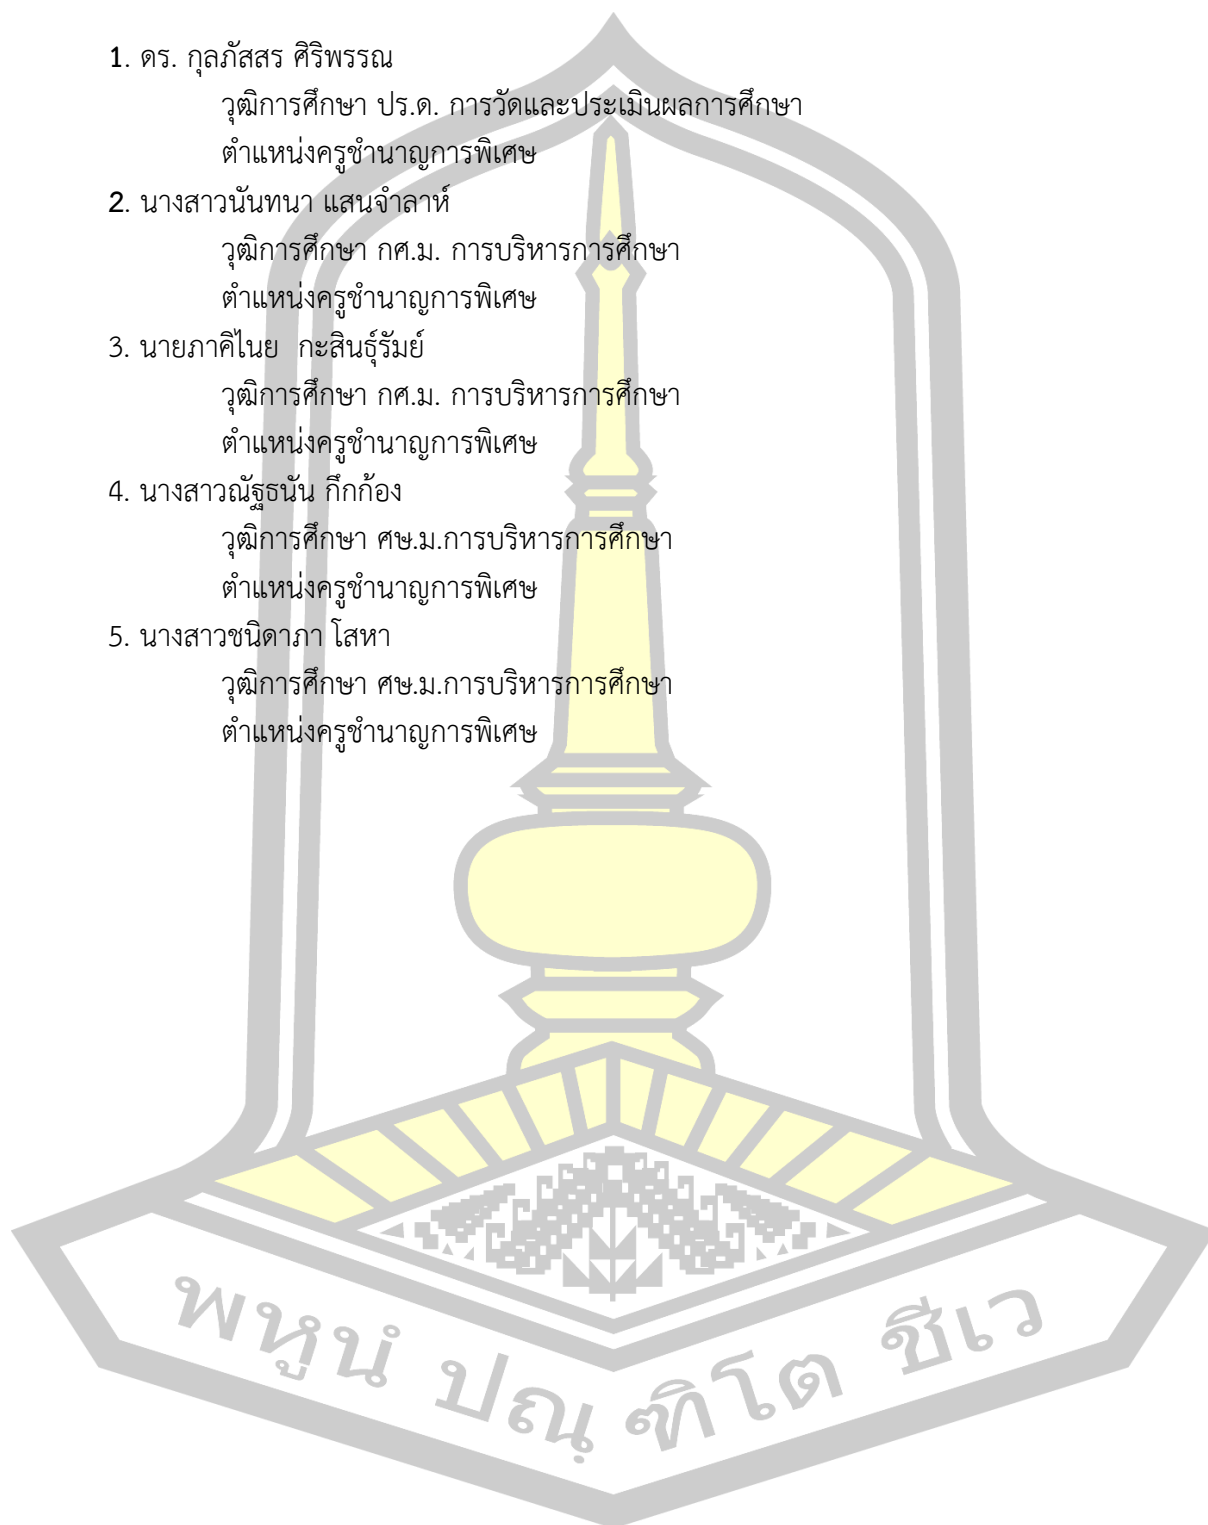 1. ดร. กุลภัสสร ศิริพรรณ
วุฒิการศึกษา ปร.ด. การวัดและประเมินผลการศึกษา
ตำแหน่งครูชำนาญการพิเศษ
2. นางสาวนันทนา แสนจำลาห์
วุฒิการศึกษา กศ.ม. การบริหารการศึกษา
ตำแหน่งครูชำนาญการพิเศษ
3. นายภาคิไนย  กะสินธุ์รัมย์
วุฒิการศึกษา กศ.ม. การบริหารการศึกษา
ตำแหน่งครูชำนาญการพิเศษ
4. นางสาวณัฐธนัน กึกก้อง
วุฒิการศึกษา ศษ.ม.การบริหารการศึกษา
ตำแหน่งครูชำนาญการพิเศษ
5. นางสาวชนิดาภา โสหา
วุฒิการศึกษา ศษ.ม.การบริหารการศึกษา
ตำแหน่งครูชำนาญการพิเศษ
พหูนํ ปณฺฑิโต ชีเว